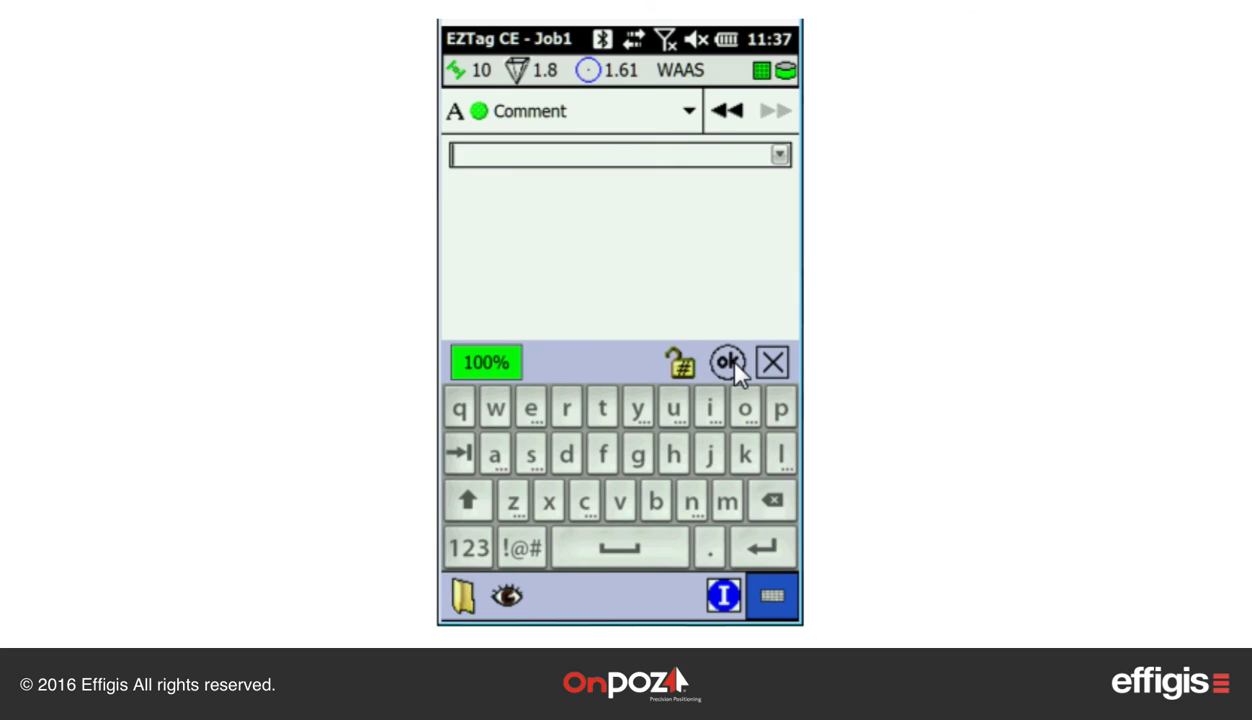 EZTag CE - Job1 11:37
10 1.8 1.61 WAAS
A Comment
100% # ok
q w e r t y u i o p
a s d f g h j k l
z x c v b n m
123 !@# .
I
© 2016 Effigis All rights reserved.
OnPOZ
Precision Positioning
effigis